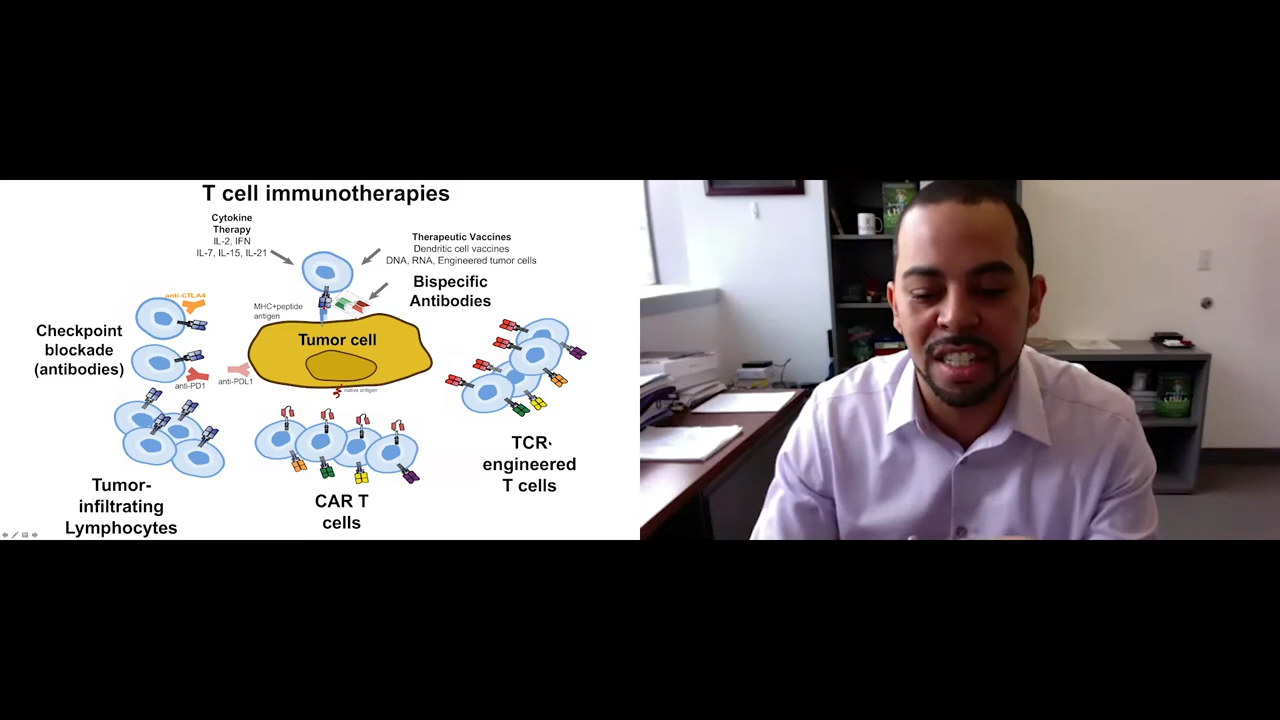 T cell immunotherapies
Cytokine
Therapy
IL-2, IFN
IL-7, IL-15, IL-21
Therapeutic Vaccines
Dendritic cell vaccines
DNA, RNA, Engineered tumor cells
Bispecific
Antibodies
anti-CTLA4
MHC+peptide
antigen
Checkpoint
blockade
(antibodies)
Tumor cell
anti-PD1
anti-PDL1
native antigen
TCR-
engineered
T cells
Tumor-
infiltrating
Lymphocytes
CAR T
cells